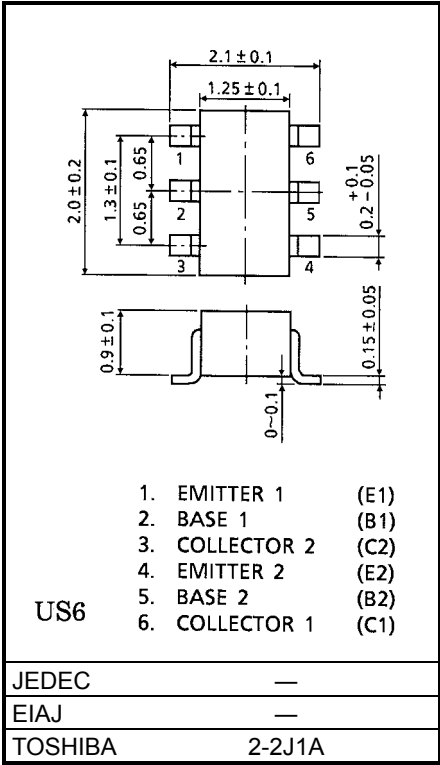 2.1±0.1
1.25±0.1
1 6
2 5
3 4
2.0±0.2
1.3±0.1
0.65
0.65
+0.1
0.2-0.05
0.9±0.1
0.15±0.05
0~0.1
1. EMITTER 1 (E1)
2. BASE 1 (B1)
3. COLLECTOR 2 (C2)
4. EMITTER 2 (E2)
5. BASE 2 (B2)
6. COLLECTOR 1 (C1)
US6
JEDEC —
EIAJ —
TOSHIBA 2-2J1A